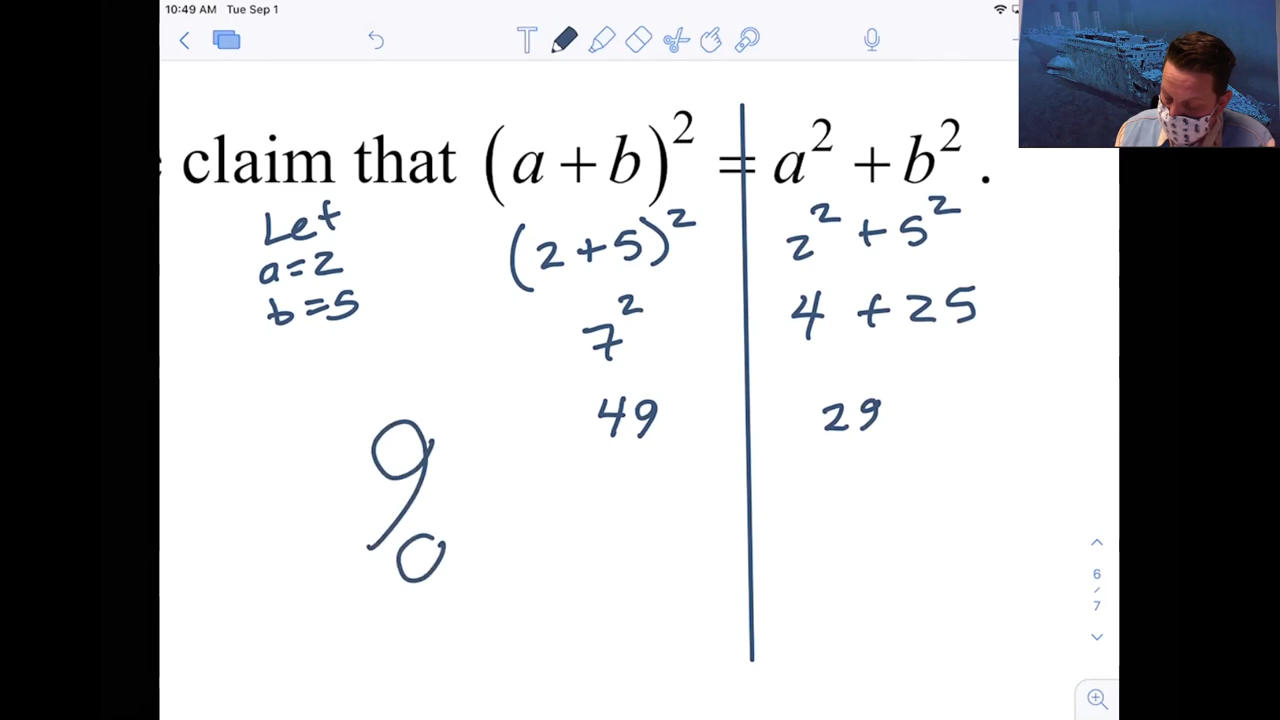 10:49 AM Tue Sep 1
T
claim that (a + b)² = a² + b².
Let
a=2
b=5
(2+5)²
7²
49
2² + 5²
4 + 25
29
%
6
/
7